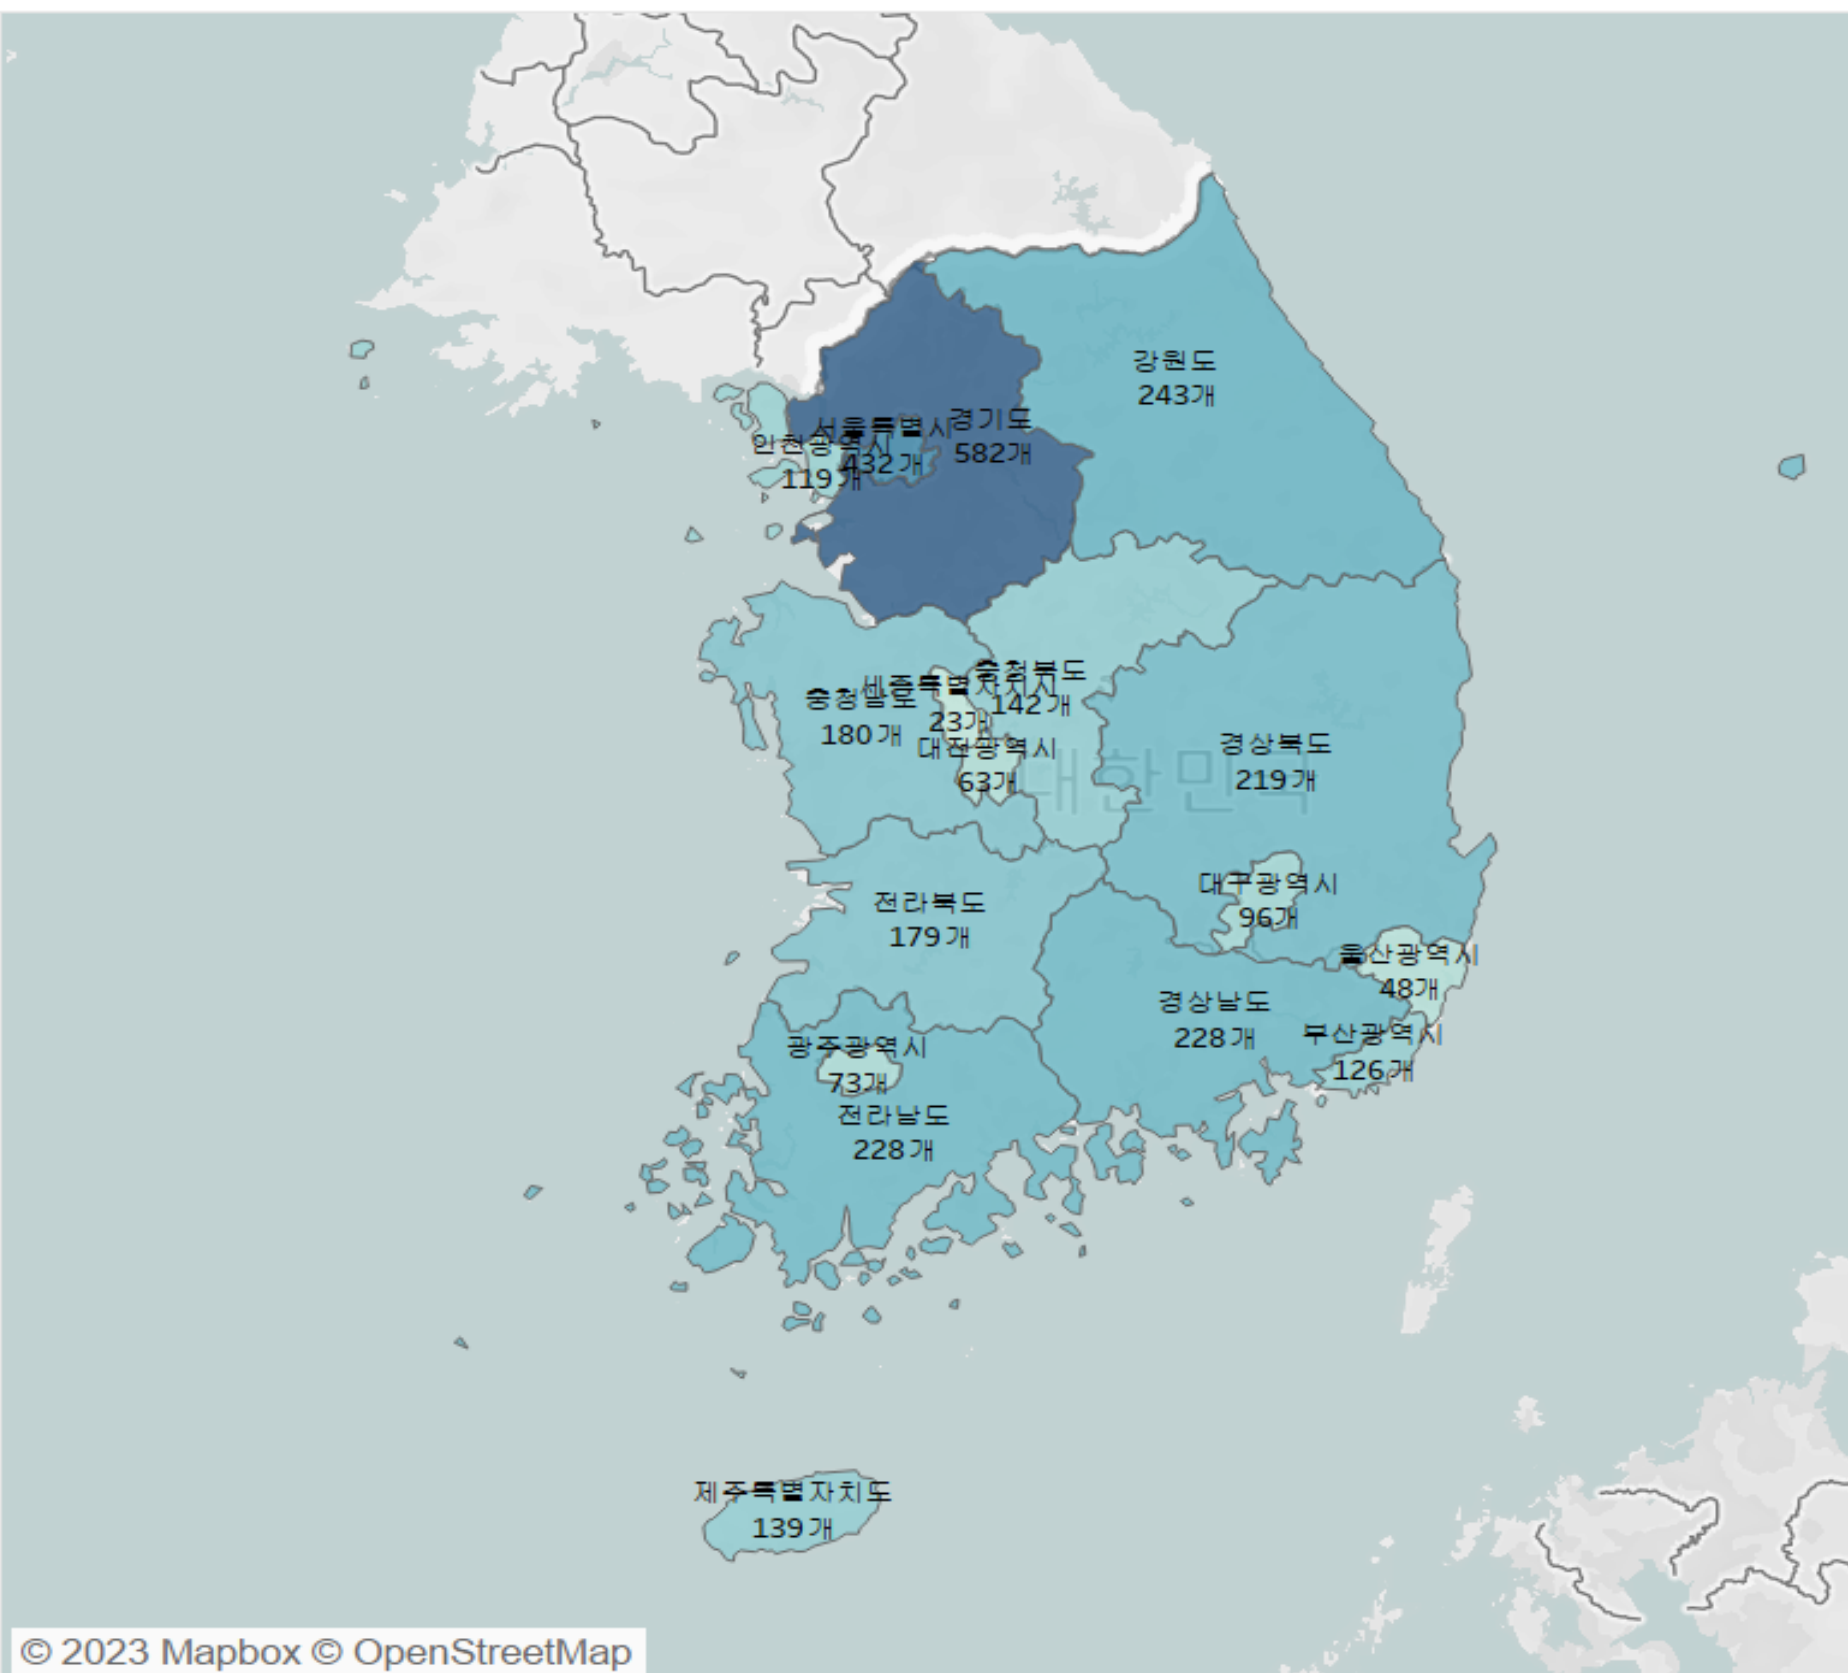 강원도
243개
경기도
582개
서울특별시
432개
인천광역시
119개
충청북도
142개
세종특별자치시
23개
충청남도
180개
대전광역시
63개
대한민국
경상북도
219개
대구광역시
96개
전라북도
179개
울산광역시
48개
경상남도
228개
부산광역시
126개
광주광역시
73개
전라남도
228개
제주특별자치도
139개
© 2023 Mapbox © OpenStreetMap